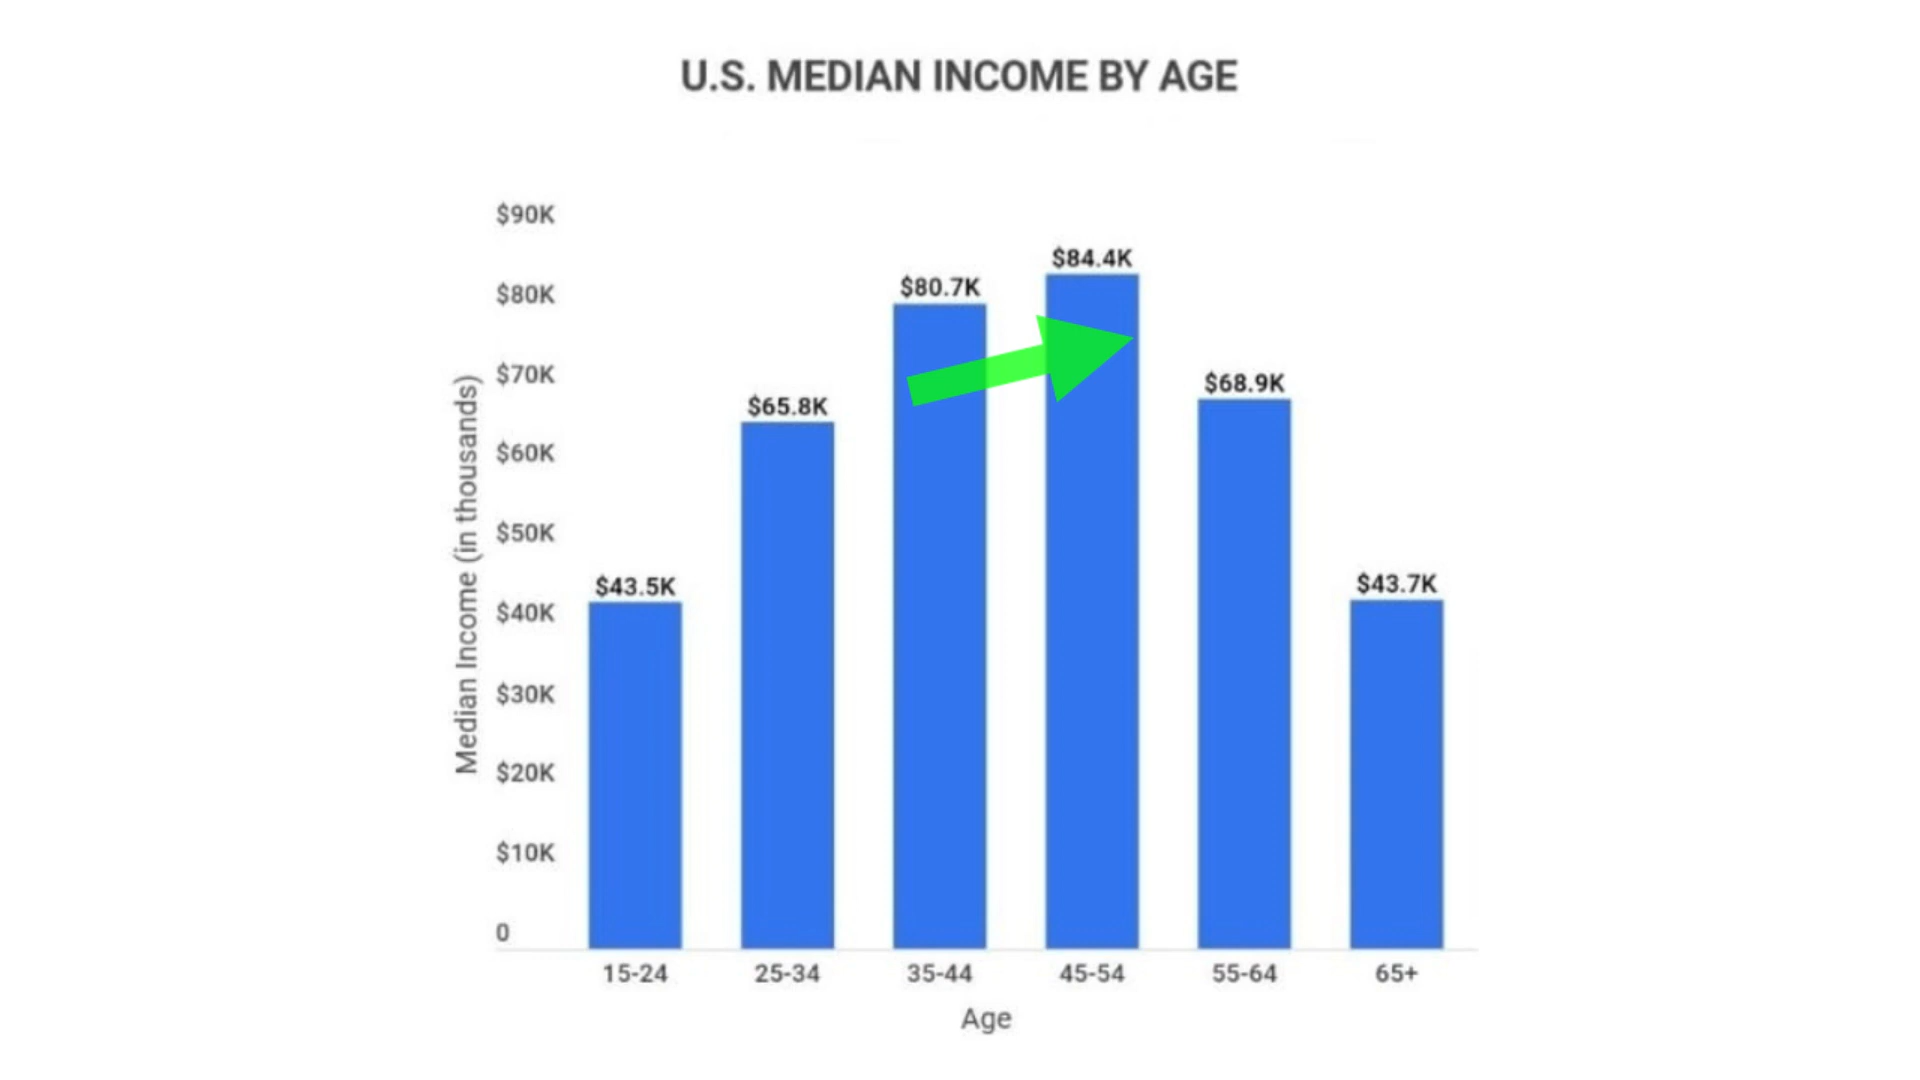 U.S. MEDIAN INCOME BY AGE
Median Income (in thousands)
$90K
$80K
$70K
$60K
$50K
$40K
$30K
$20K
$10K
0
$43.5K
$65.8K
$80.7K
$84.4K
$68.9K
$43.7K
15-24
25-34
35-44
45-54
55-64
65+
Age